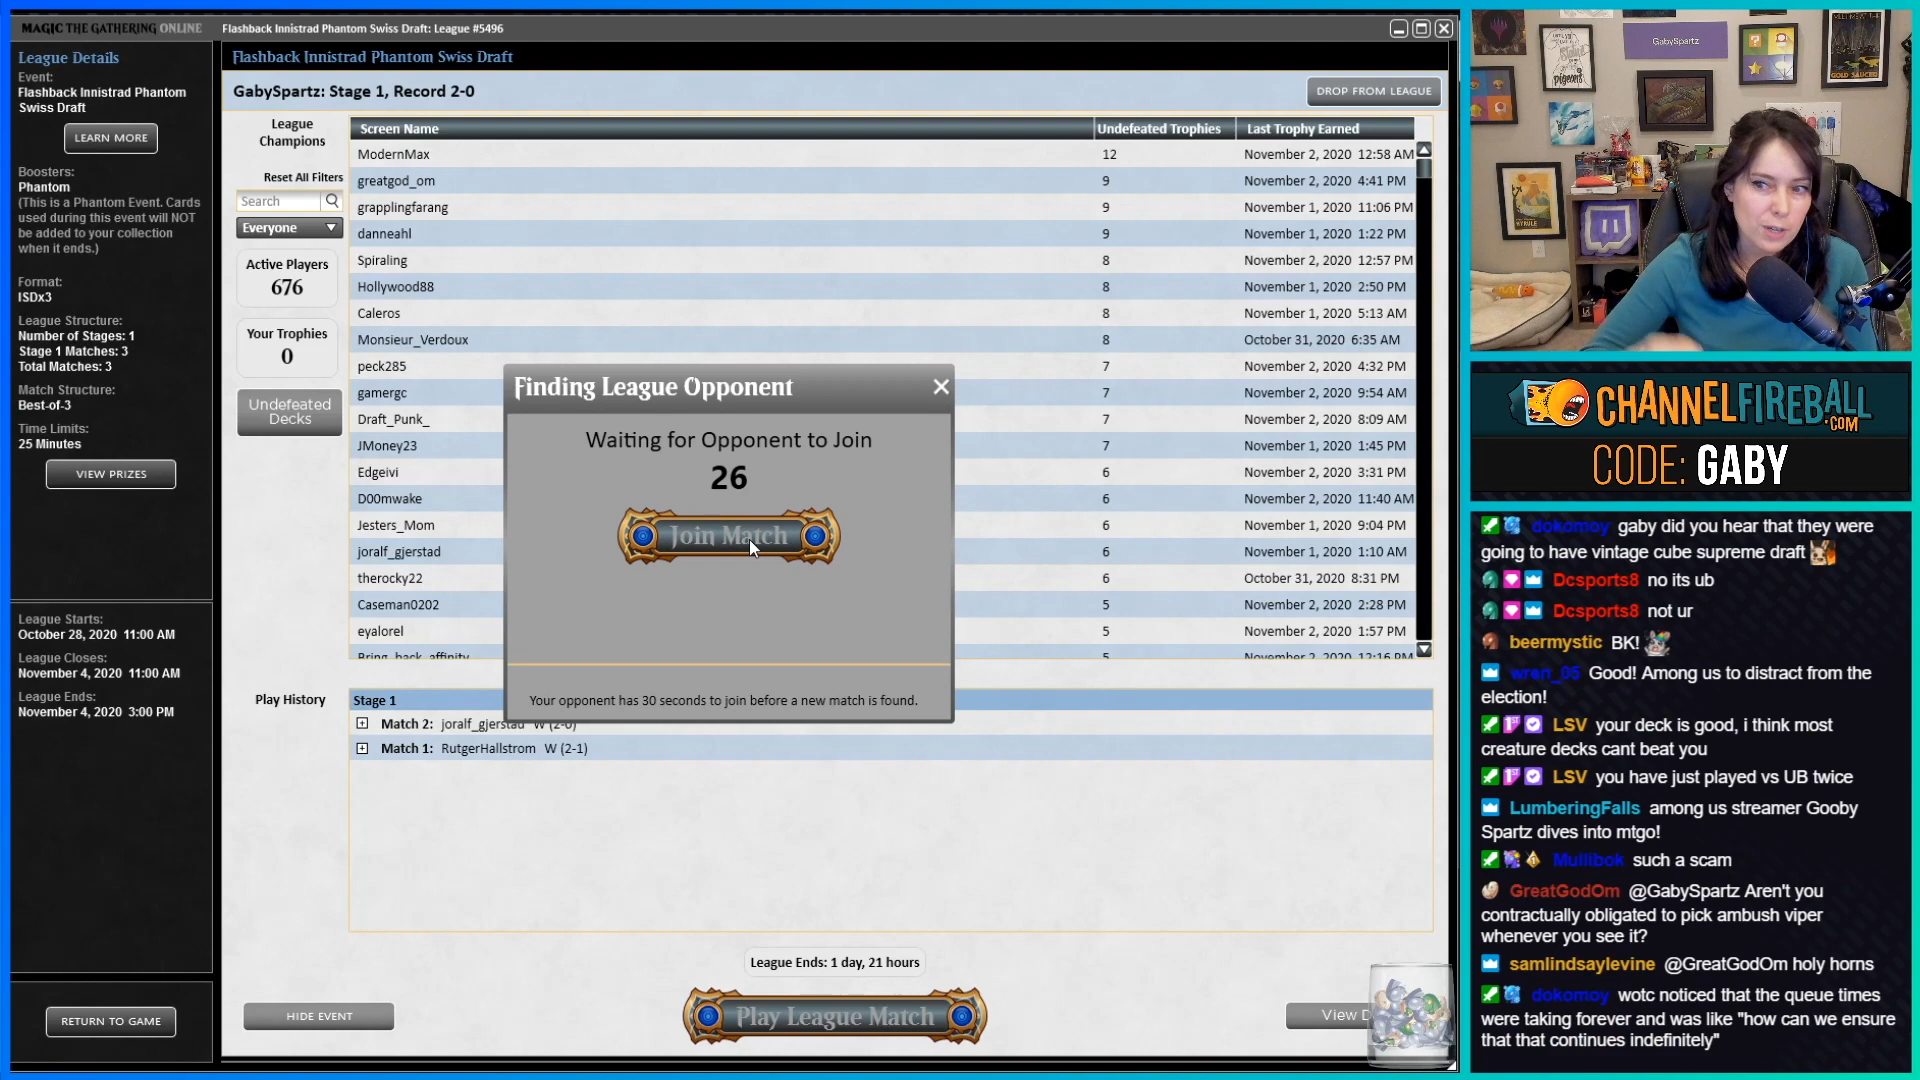 MAGIC THE GATHERING ONLINE
Flashback Innistrad Phantom Swiss Draft: League #5496
League Details
Event:
Flashback Innistrad Phantom
Swiss Draft
LEARN MORE
Boosters:
Phantom
(This is a Phantom Event. Cards
used during this event will NOT
be added to your collection
when it ends.)
Format:
ISDx3
League Structure:
Number of Stages: 1
Stage 1 Matches: 3
Total Matches: 3
Match Structure:
Best-of-3
Time Limits:
25 Minutes
VIEW PRIZES
League Starts:
October 28, 2020 11:00 AM
League Closes:
November 4, 2020 11:00 AM
League Ends:
November 4, 2020 3:00 PM
RETURN TO GAME
Flashback Innistrad Phantom Swiss Draft
GabySpartz: Stage 1, Record 2-0
DROP FROM LEAGUE
League
Champions
Reset All Filters
Search
Everyone
Active Players
676
Your Trophies
0
Undefeated
Decks
Screen Name Undefeated Trophies Last Trophy Earned
ModernMax 12 November 2, 2020 12:58 AM
greatgod_om 9 November 2, 2020 4:41 PM
grapplingfarang 9 November 1, 2020 11:06 PM
danneahl 9 November 1, 2020 1:22 PM
Spiraling 8 November 2, 2020 12:57 PM
Hollywood88 8 November 1, 2020 2:50 PM
Caleros 8 November 1, 2020 5:13 AM
Monsieur_Verdoux 8 October 31, 2020 6:35 AM
peck285 7 November 2, 2020 4:32 PM
gamergc 7 November 2, 2020 9:54 AM
Draft_Punk_ 7 November 2, 2020 8:09 AM
JMoney23 7 November 1, 2020 1:45 PM
Edgeivi 6 November 2, 2020 3:31 PM
D00mwake 6 November 2, 2020 11:40 AM
Jesters_Mom 6 November 1, 2020 9:04 PM
joralf_gjerstad 6 November 1, 2020 1:10 AM
therocky22 6 October 31, 2020 8:31 PM
Caseman0202 5 November 2, 2020 2:28 PM
eyalorel 5 November 2, 2020 1:57 PM
Bring_back_affinity 5 November 2, 2020 12:16 PM
Finding League Opponent
Waiting for Opponent to Join
26
Join Match
Your opponent has 30 seconds to join before a new match is found.
Play History
Stage 1
Match 2: joralf_gjerstad W (2-0)
Match 1: RutgerHallstrom W (2-1)
League Ends: 1 day, 21 hours
HIDE EVENT
Play League Match
View D
GabySpartz
HYRULE
CHANNELFIREBALL
.COM
CODE: GABY
dokomoy gaby did you hear that they were
going to have vintage cube supreme draft
Dcsports8 no its ub
Dcsports8 not ur
beermystic BK!
wren_05 Good! Among us to distract from the
election!
LSV your deck is good, i think most
creature decks cant beat you
LSV you have just played vs UB twice
LumberingFalls among us streamer Gooby
Spartz dives into mtgo!
Mullibok such a scam
GreatGodOm @GabySpartz Aren't you
contractually obligated to pick ambush viper
whenever you see it?
samlindsaylevine @GreatGodOm holy horns
dokomoy wotc noticed that the queue times
were taking forever and was like "how can we ensure
that that continues indefinitely"